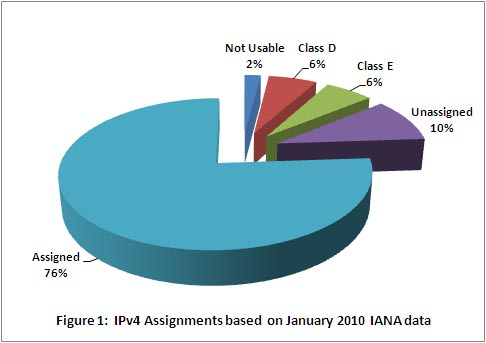 Not Usable
2%
Class D
6%
Class E
6%
Unassigned
10%
Assigned
76%
Figure 1: IPv4 Assignments based on January 2010 IANA data